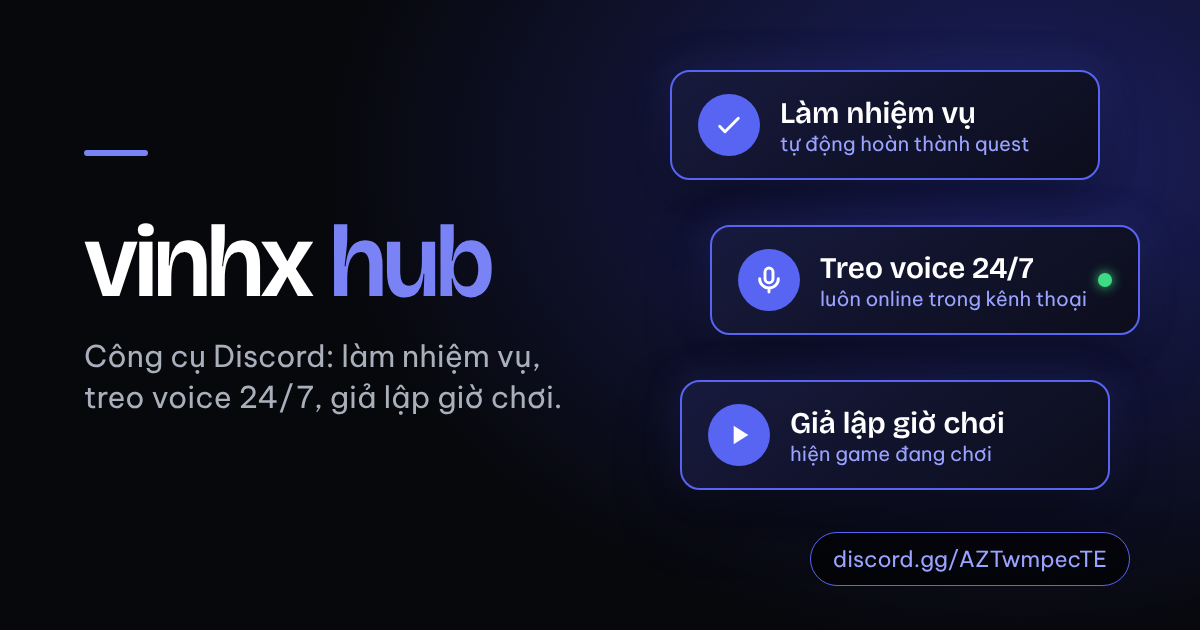 vinhx hub
Công cụ Discord: làm nhiệm vụ,
treo voice 24/7, giả lập giờ chơi.
Làm nhiệm vụ
tự động hoàn thành quest
Treo voice 24/7
luôn online trong kênh thoại
Giả lập giờ chơi
hiện game đang chơi
discord.gg/AZTwmpecTE